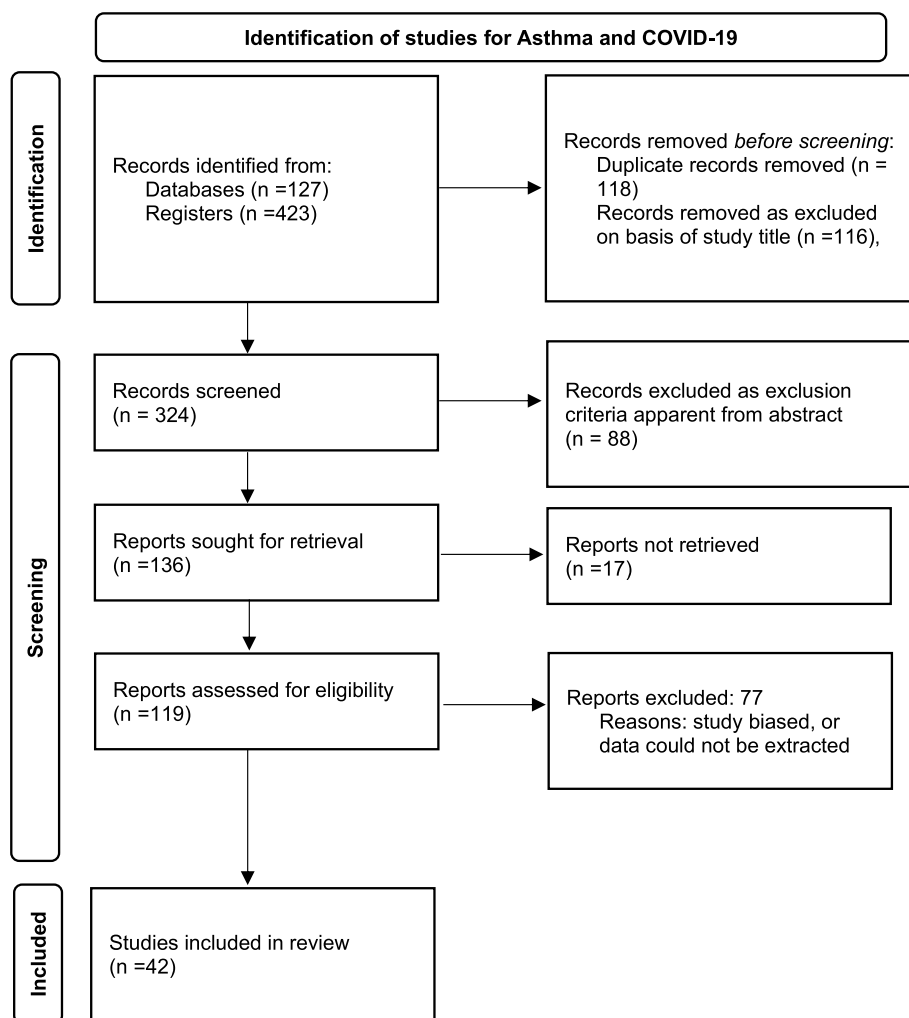 Identification of studies for Asthma and COVID-19
Identification
Records identified from:
Databases (n =127)
Registers (n =423)
Records removed before screening:
Duplicate records removed (n =
118)
Records removed as excluded
on basis of study title (n =116),
Screening
Records screened
(n = 324)
Records excluded as exclusion
criteria apparent from abstract
(n = 88)
Reports sought for retrieval
(n =136)
Reports not retrieved
(n =17)
Reports assessed for eligibility
(n =119)
Reports excluded: 77
Reasons: study biased, or
data could not be extracted
Included
Studies included in review
(n =42)